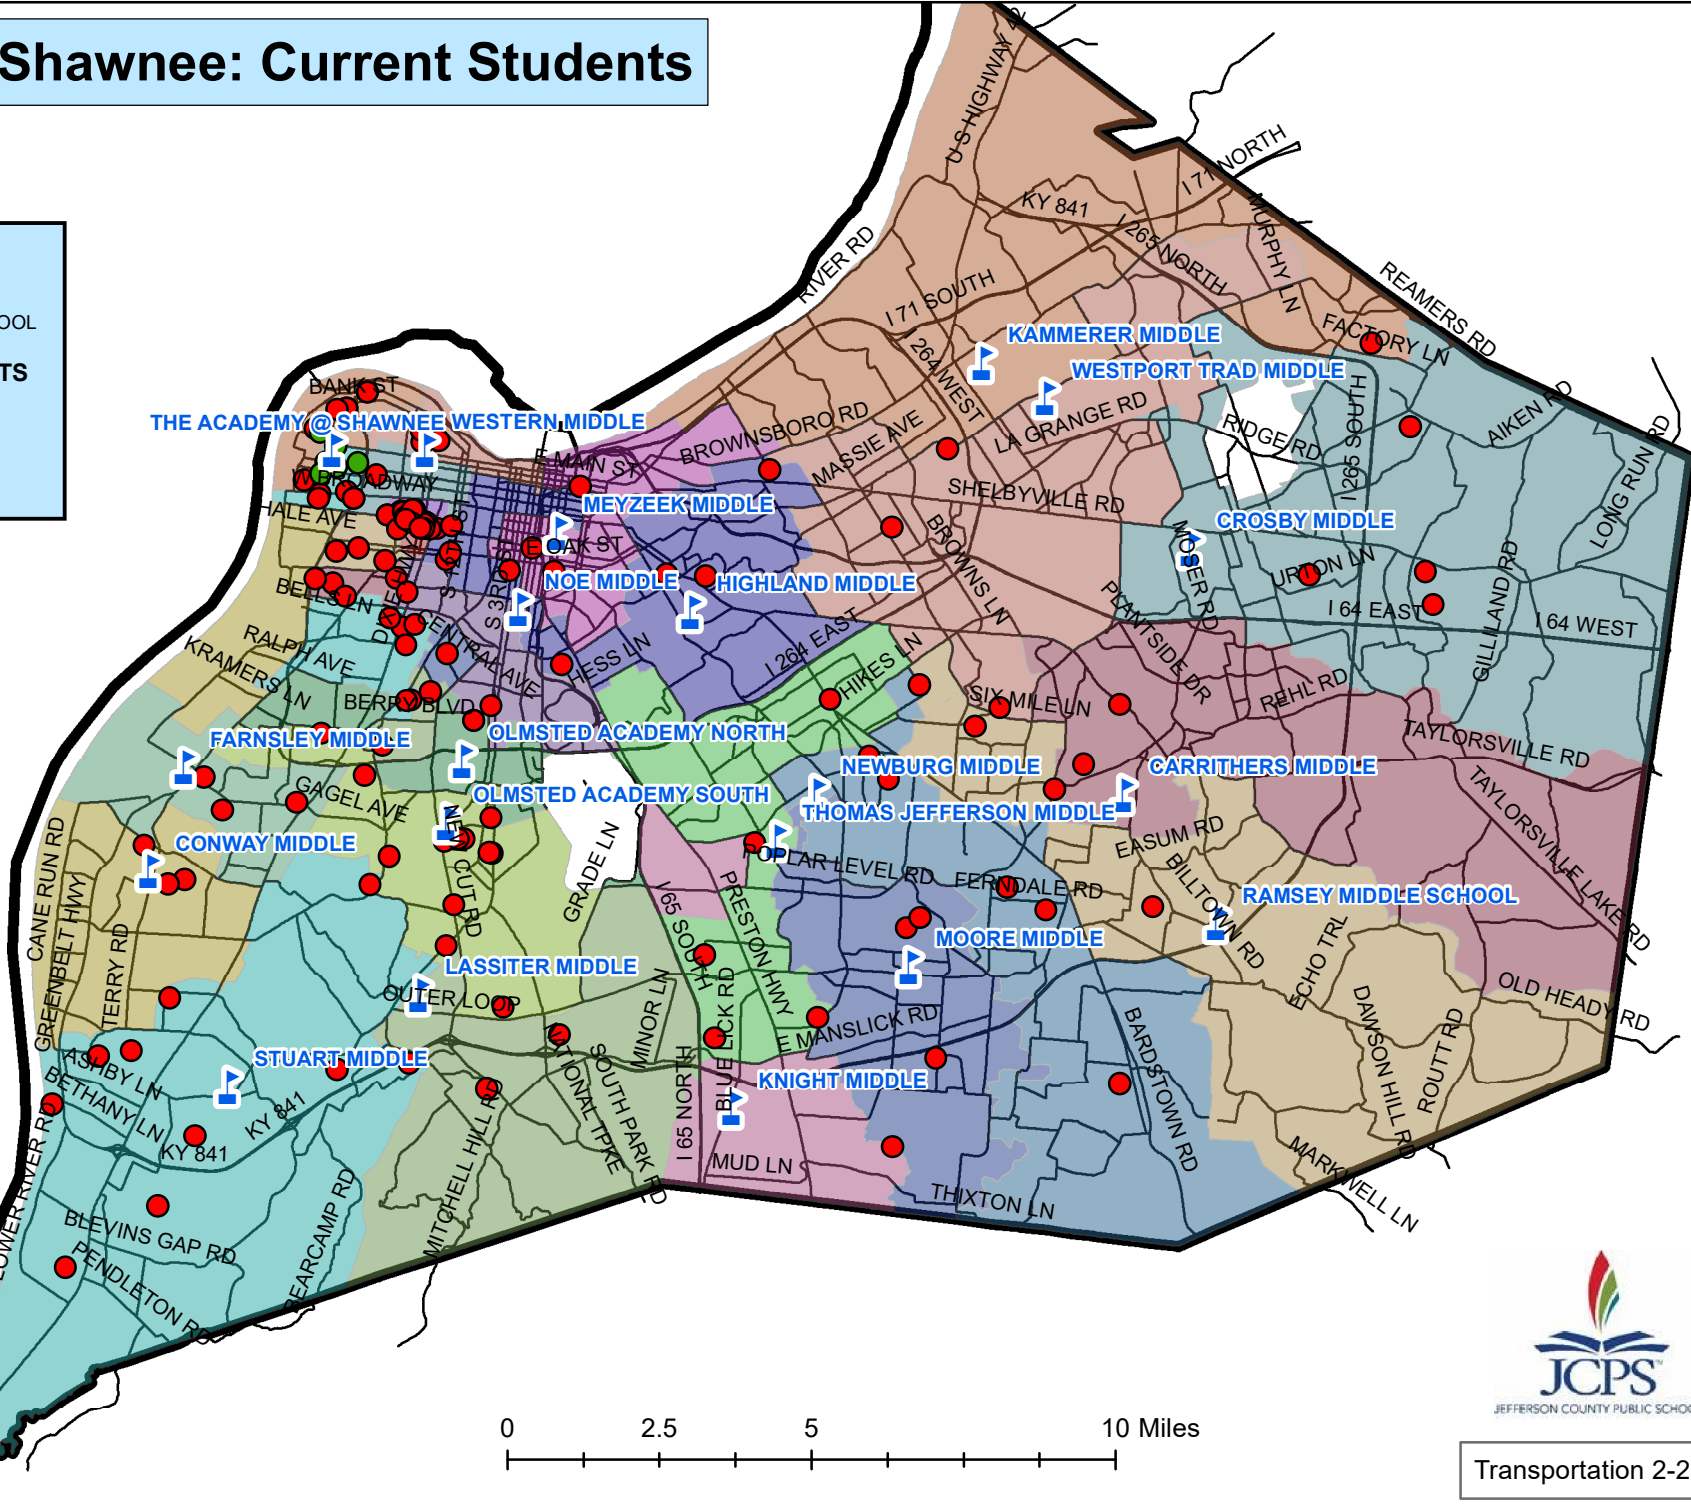 Shawnee: Current Students
OOL
TS
U S HIGHWAY 42
I 71 NORTH
KY 841
I 265 NORTH
MURPHY LN
RIVER RD
REAMERS RD
I 71 SOUTH
FACTORY LN
KAMMERER MIDDLE
I 264 WEST
WESTPORT TRAD MIDDLE
BANK ST
THE ACADEMY @ SHAWNEE
WESTERN MIDDLE
BROWNSBORO RD
MASSIE AVE
LA GRANGE RD
RIDGE RD
I 265 SOUTH
AIKEN RD
LONG RUN RD
E MAIN ST
W BROADWAY
SHELBYVILLE RD
MEYZEEK MIDDLE
CROSBY MIDDLE
HALE AVE
S 12TH ST
E OAK ST
S 3RD ST
BROWNS LN
MOSER RD
URTON LN
GILLILAND RD
NOE MIDDLE
HIGHLAND MIDDLE
BELLS LN
DIXIE HWY
PLANTSIDE DR
I 64 EAST
I 64 WEST
CENTRAL AVE
RALPH AVE
KRAMERS LN
HESS LN
I 264 EAST
HIKES LN
BERRY BLVD
SIX MILE LN
REHL RD
FARNSLEY MIDDLE
OLMSTED ACADEMY NORTH
TAYLORSVILLE RD
NEWBURG MIDDLE
CARRITHERS MIDDLE
GAGEL AVE
OLMSTED ACADEMY SOUTH
THOMAS JEFFERSON MIDDLE
TAYLORSVILLE LAKE RD
NEW CUT RD
GRADE LN
EASUM RD
CONWAY MIDDLE
CANE RUN RD
POPLAR LEVEL RD
FERNDALE RD
BILLTOWN RD
RAMSEY MIDDLE SCHOOL
GREENBELT HWY
TERRY RD
I 65 SOUTH
PRESTON HWY
MOORE MIDDLE
ECHO TRL
LASSITER MIDDLE
OUTER LOOP
MINOR LN
BLUE LICK RD
E MANSLICK RD
BARDSTOWN RD
DAWSON HILL RD
ROUTT RD
OLD HEADY RD
NATIONAL TPKE
SOUTH PARK RD
STUART MIDDLE
ASHBY LN
BETHANY LN
KY 841
KY 841
KNIGHT MIDDLE
I 65 NORTH
LOWER RIVER RD
MITCHELL HILL RD
MUD LN
THIXTON LN
MARKWELL LN
BLEVINS GAP RD
PENDLETON RD
BEARCAMP RD
0 2.5 5 10 Miles
JCPS
JEFFERSON COUNTY PUBLIC SCHOO
Transportation 2-2